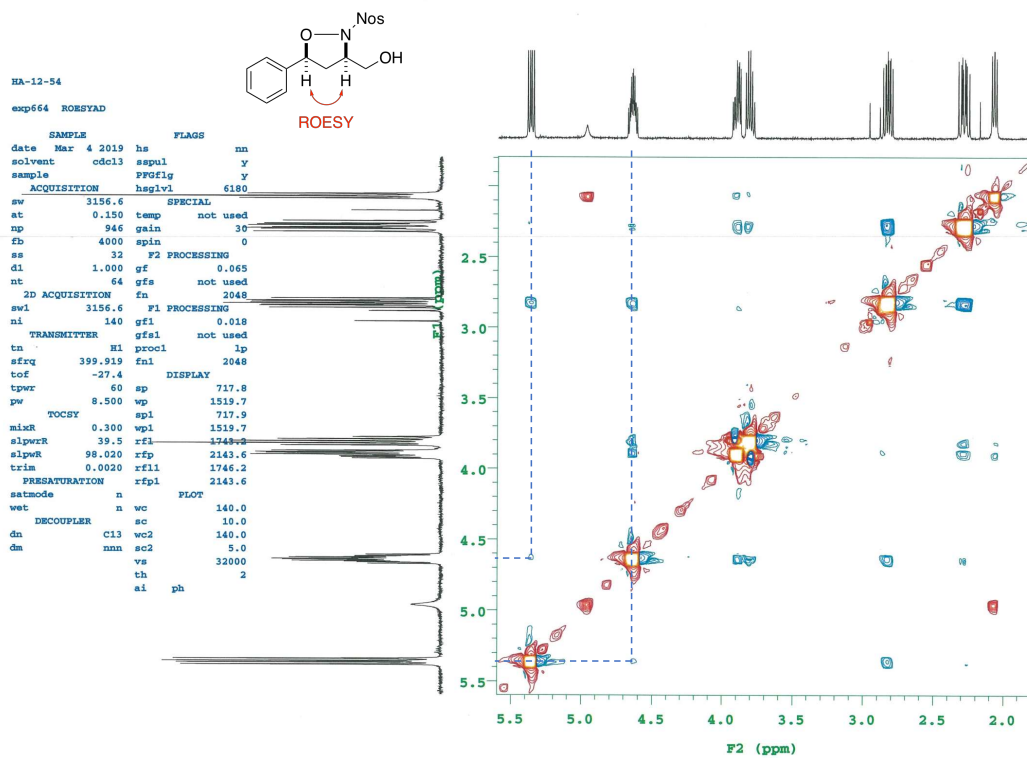 Nos
O
N
OH
H
H
ROESY
HA-12-54
exp664 ROESYAD
SAMPLE FLAGS
date Mar 4 2019 hs nn
solvent cdcl3 sspul y
sample PFGflg y
ACQUISITION hsglvl 6180
sw 3156.6 SPECIAL
at 0.150 temp not used
np 946 gain 30
fb 4000 spin 0
ss 32 F2 PROCESSING
d1 1.000 gf 0.065
nt 64 gfs not used
2D ACQUISITION fn 2048
sw1 3156.6 F1 PROCESSING
ni 140 gf1 0.018
TRANSMITTER gfs1 not used
tn H1 proc1 lp
sfrq 399.919 fn1 2048
tof -27.4 DISPLAY
tpwr 60 sp 717.8
pw 8.500 wp 1519.7
TOCSY sp1 717.9
mixR 0.300 wp1 1519.7
slpwrR 39.5 rfl 1743.2
slpwR 98.020 rfp 2143.6
trim 0.0020 rfl1 1746.2
PRESATURATION rfp1 2143.6
satmode n PLOT
wet n wc 140.0
DECOUPLER sc 10.0
dn C13 wc2 140.0
dm nnn sc2 5.0
vs 32000
th 2
ai ph
F1 (ppm)
2.5
3.0
3.5
4.0
4.5
5.0
5.5
5.5 5.0 4.5 4.0 3.5 3.0 2.5 2.0
F2 (ppm)